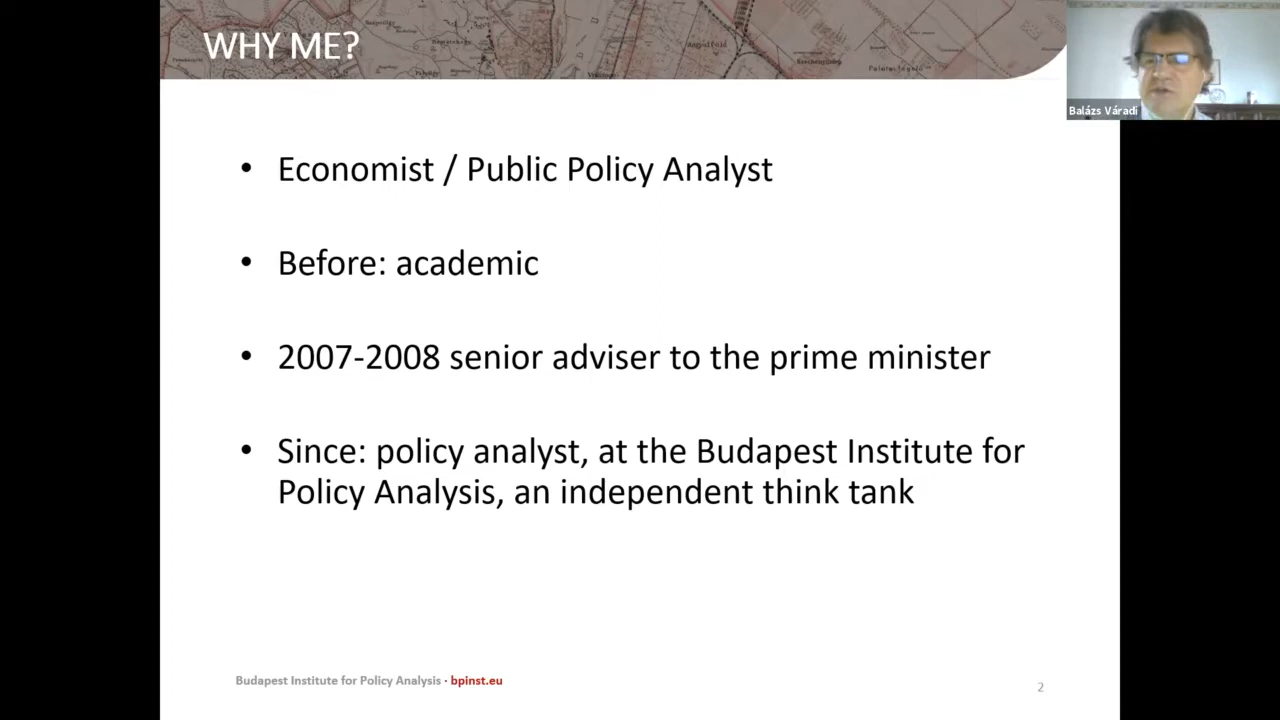 WHY ME?
Balázs Váradi
• Economist / Public Policy Analyst
• Before: academic
• 2007-2008 senior adviser to the prime minister
• Since: policy analyst, at the Budapest Institute for
Policy Analysis, an independent think tank
Budapest Institute for Policy Analysis · bpinst.eu
2